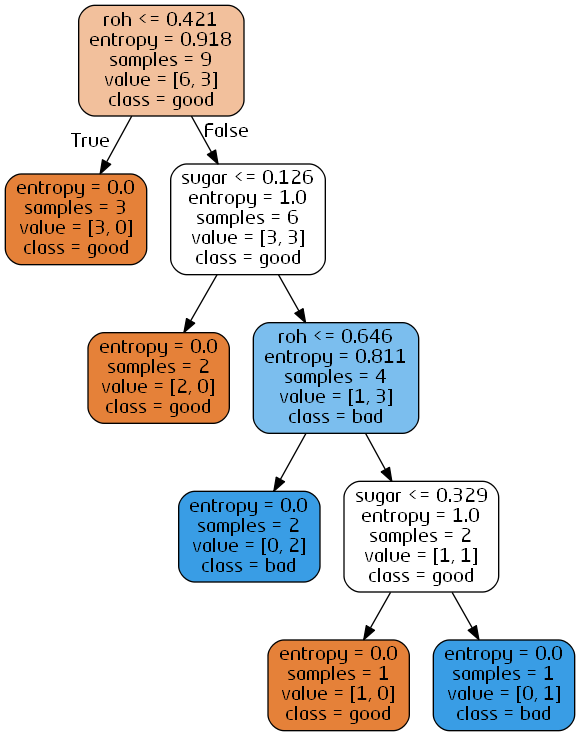 roh <= 0.421
entropy = 0.918
samples = 9
value = [6, 3]
class = good
True
False
entropy = 0.0
samples = 3
value = [3, 0]
class = good
sugar <= 0.126
entropy = 1.0
samples = 6
value = [3, 3]
class = good
entropy = 0.0
samples = 2
value = [2, 0]
class = good
roh <= 0.646
entropy = 0.811
samples = 4
value = [1, 3]
class = bad
entropy = 0.0
samples = 2
value = [0, 2]
class = bad
sugar <= 0.329
entropy = 1.0
samples = 2
value = [1, 1]
class = good
entropy = 0.0
samples = 1
value = [1, 0]
class = good
entropy = 0.0
samples = 1
value = [0, 1]
class = bad